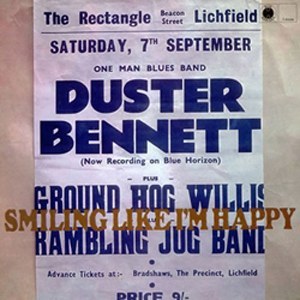 The Rectangle Beacon Street Lichfield
SATURDAY, 7TH SEPTEMBER
ONE MAN BLUES BAND
DUSTER
BENNETT
(Now Recording on Blue Horizon)
PLUS
GROUND HOG WILLIS
SMILING LIKE I'M HAPPY
RAMBLING JUG BAND
Advance Tickets at:- Bradshaws, The Precinct, Lichfield
PRICE 9/-